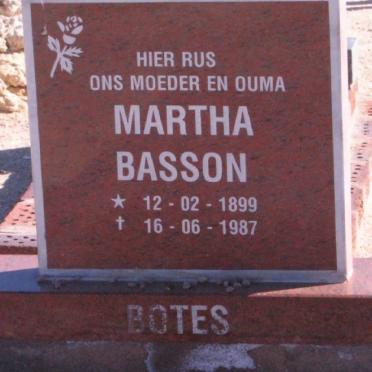 HIER RUS
ONS MOEDER EN OUMA
MARTHA
BASSON
★ 12 - 02 - 1899
✝ 16 - 06 - 1987
BOTES